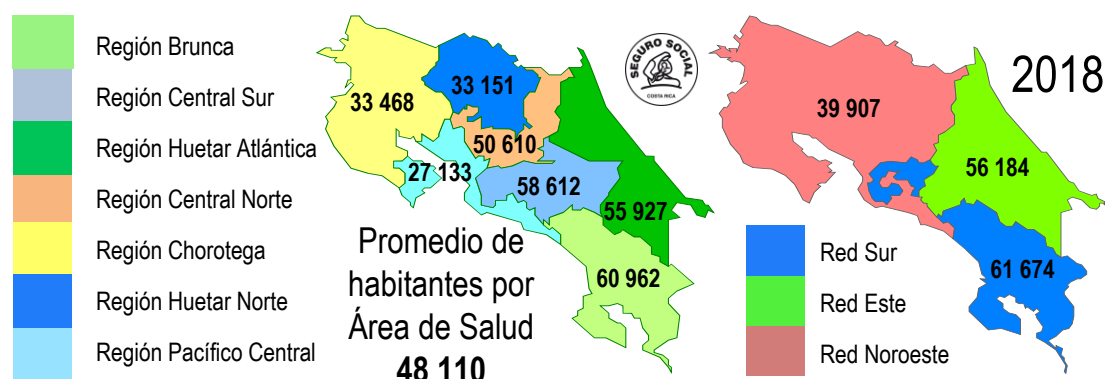 Región Brunca
Región Central Sur
Región Huetar Atlántica
Región Central Norte
Región Chorotega
Región Huetar Norte
Región Pacífico Central
33 468
33 151
50 610
27 133
58 612
55 927
60 962
Promedio de
habitantes por
Área de Salud
48 110
SEGURO SOCIAL
COSTA RICA
2018
39 907
56 184
61 674
Red Sur
Red Este
Red Noroeste